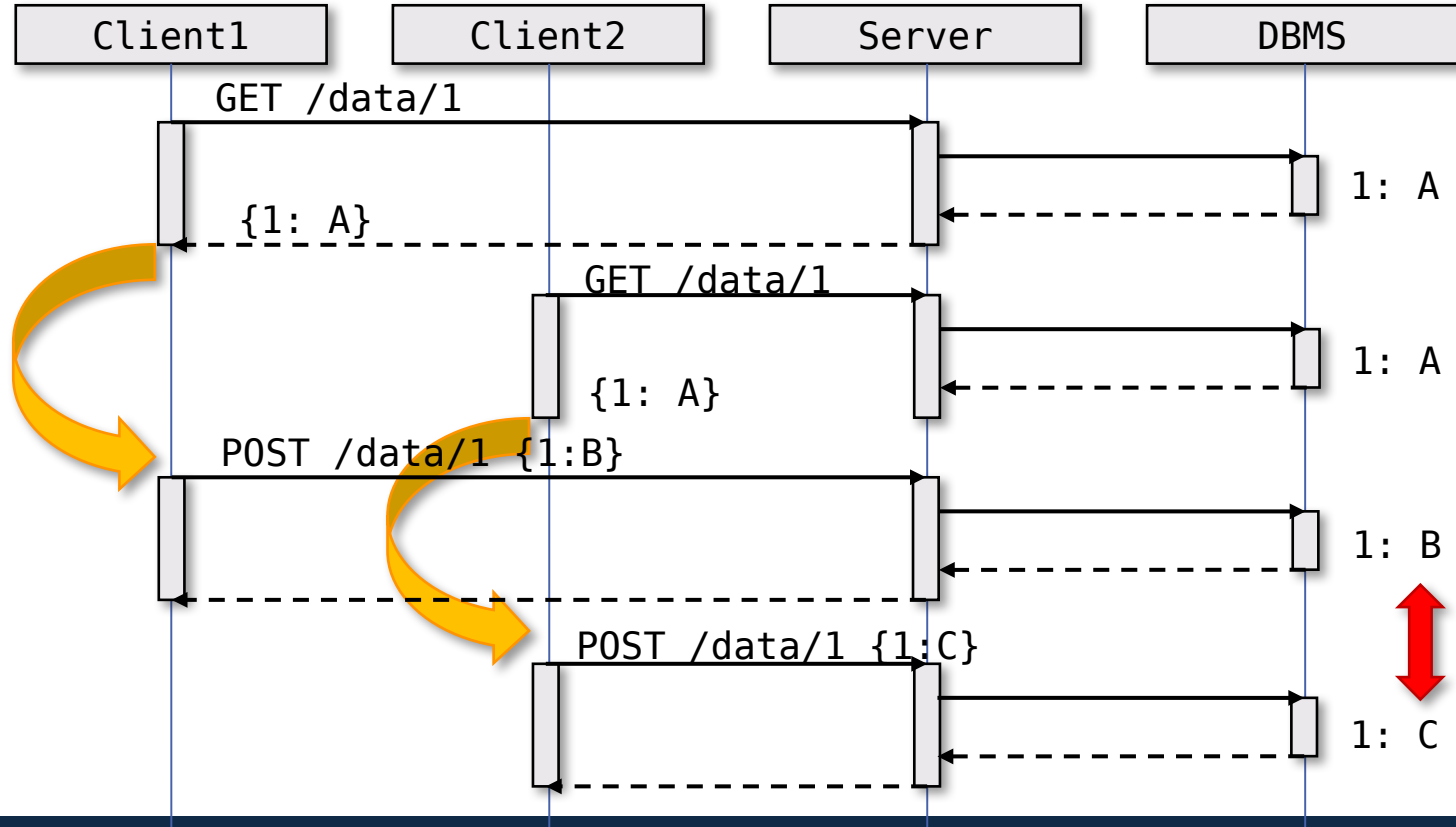 Client1
Client2
Server
DBMS
GET /data/1
1: A
{1: A}
GET /data/1
1: A
{1: A}
POST /data/1 {1:B}
1: B
POST /data/1 {1:C}
1: C